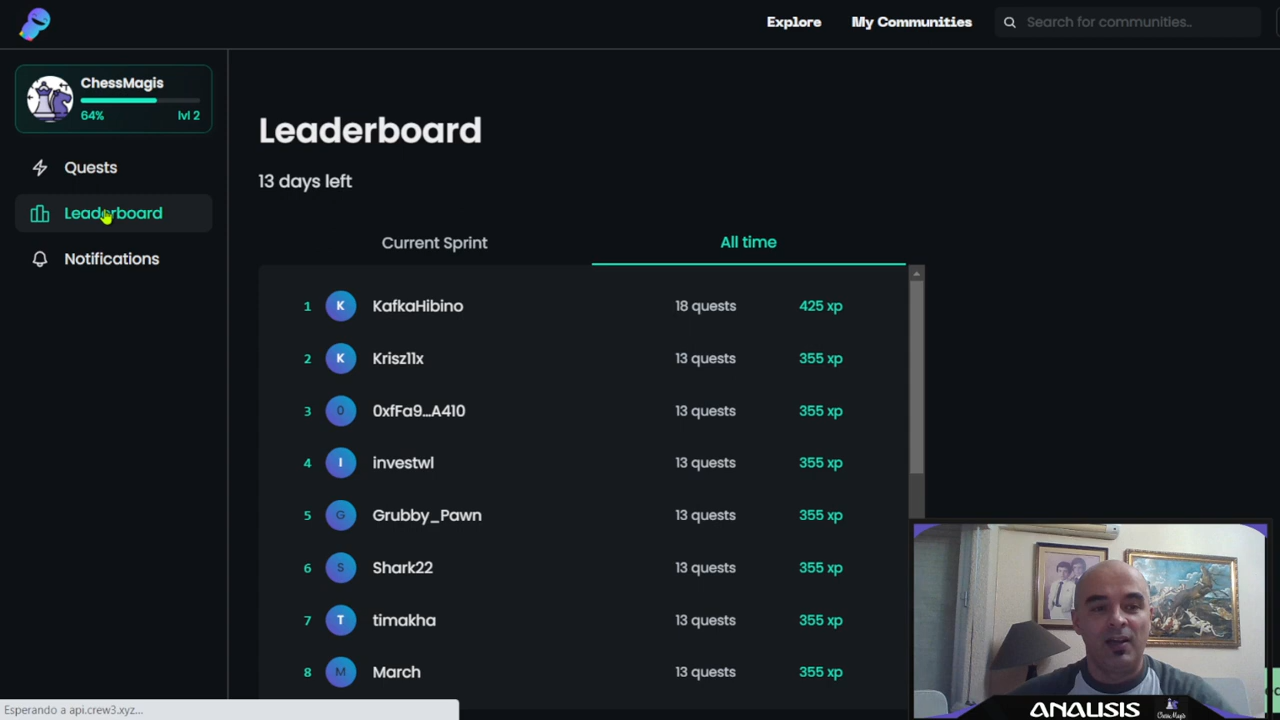 Explore
My Communities
Search for communities..
ChessMagis
64%
lvl 2
Quests
Leaderboard
Notifications
Leaderboard
13 days left
Current Sprint
All time
1 K KafkaHibino 18 quests 425 xp
2 K Krisz11x 13 quests 355 xp
3 0 0xfFa9...A410 13 quests 355 xp
4 I investwl 13 quests 355 xp
5 G Grubby_Pawn 13 quests 355 xp
6 S Shark22 13 quests 355 xp
7 T timakha 13 quests 355 xp
8 M March 13 quests 355 xp
Esperando a api.crew3.xyz...
ANALISIS